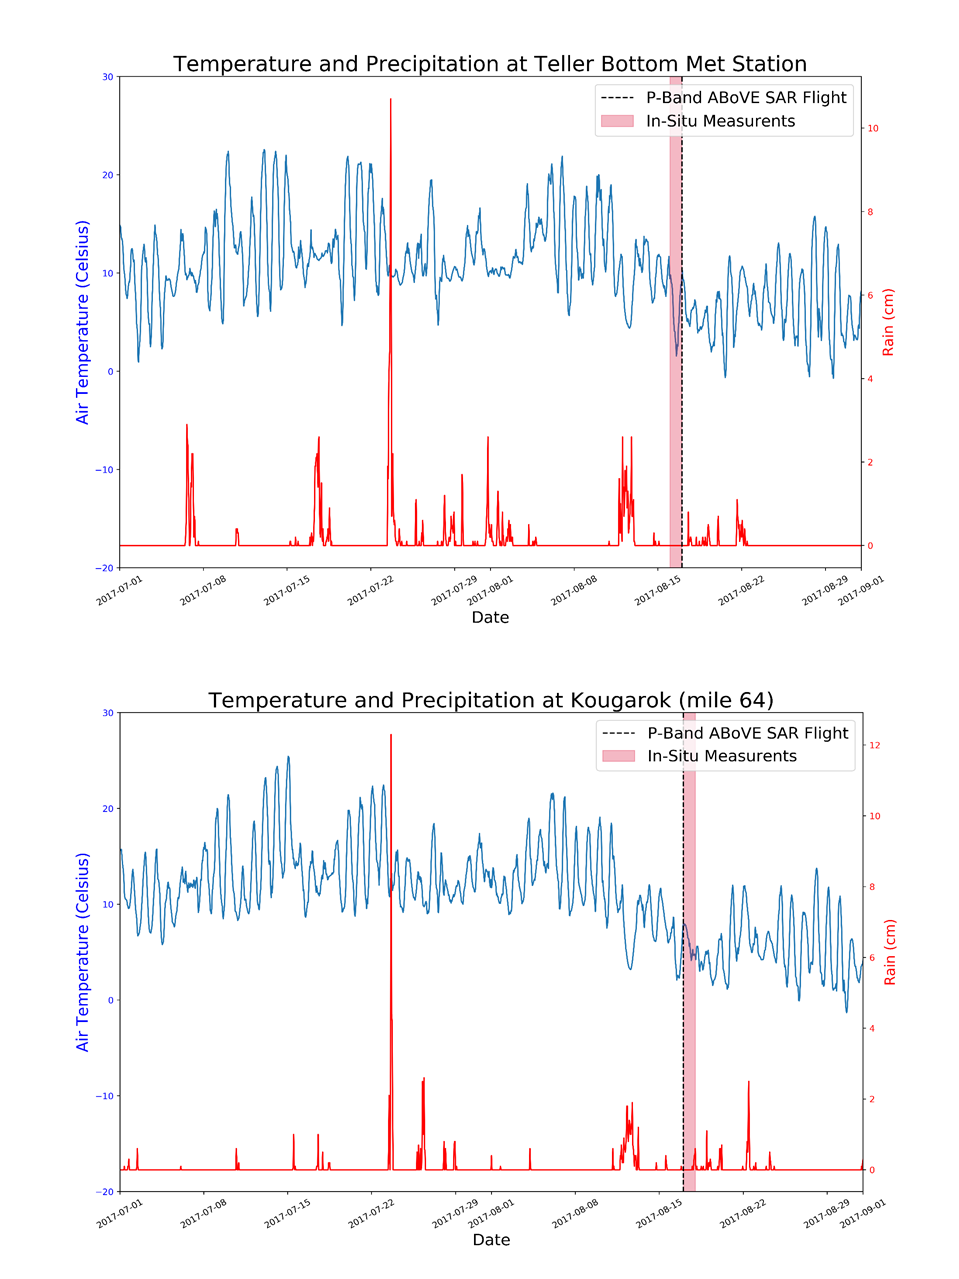 Temperature and Precipitation at Teller Bottom Met Station
30
20
10
0
−10
−20
Air Temperature (Celsius)
P-Band ABoVE SAR Flight
In-Situ Measurents
10
8
6
4
2
0
Rain (cm)
2017-07-01 2017-07-08 2017-07-15 2017-07-22 2017-07-29 2017-08-01 2017-08-08 2017-08-15 2017-08-22 2017-08-29 2017-09-01
Date
Temperature and Precipitation at Kougarok (mile 64)
30
20
10
0
−10
−20
Air Temperature (Celsius)
P-Band ABoVE SAR Flight
In-Situ Measurents
12
10
8
6
4
2
0
Rain (cm)
2017-07-01 2017-07-08 2017-07-15 2017-07-22 2017-07-29 2017-08-01 2017-08-08 2017-08-15 2017-08-22 2017-08-29 2017-09-01
Date